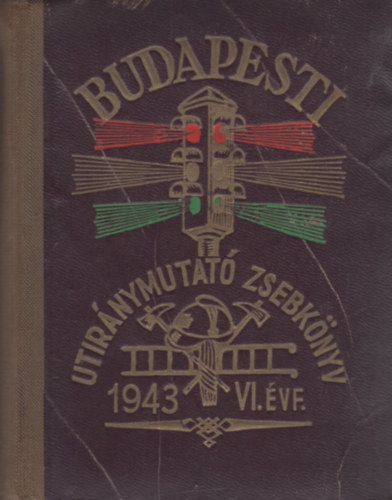 BUDAPESTI
UTIRÁNYMUTATÓ ZSEBKÖNYV
1943 VI. ÉVF.